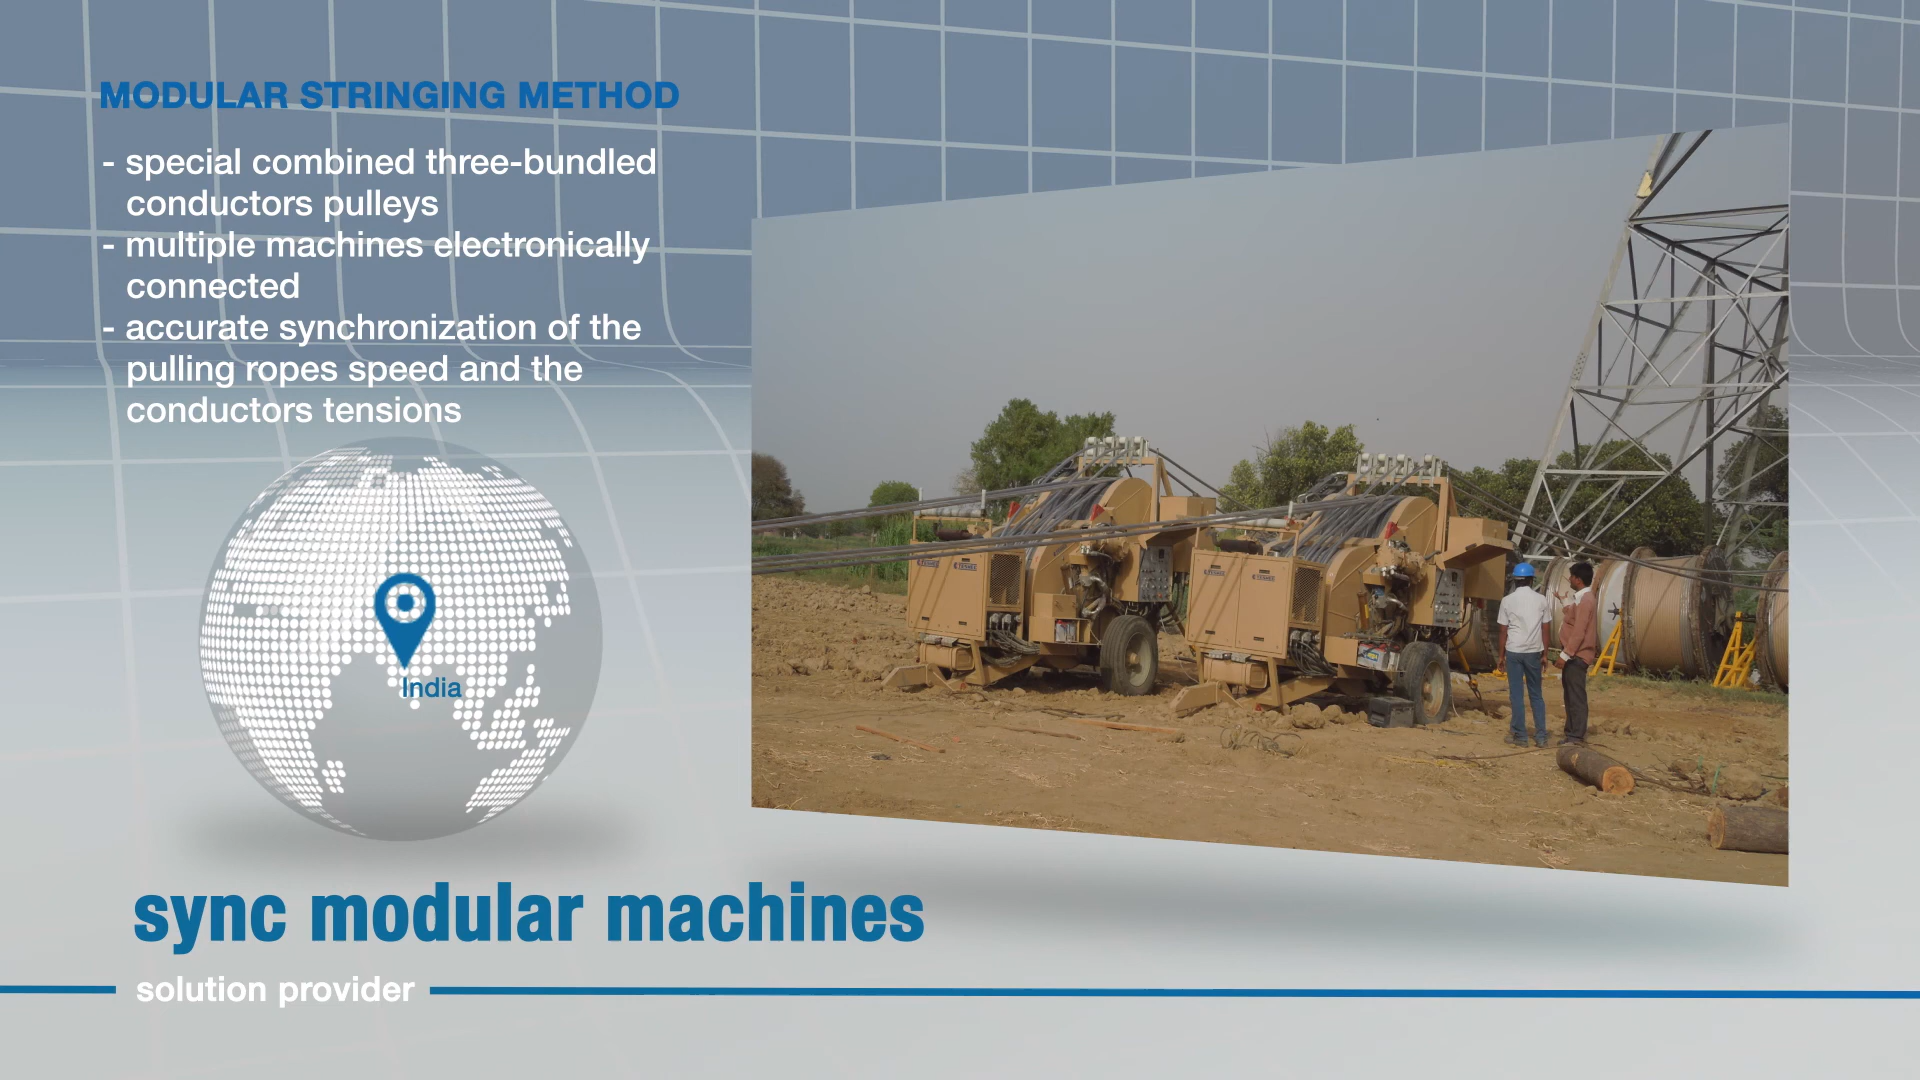 MODULAR STRINGING METHOD
- special combined three-bundled
conductors pulleys
- multiple machines electronically
connected
- accurate synchronization of the
pulling ropes speed and the
conductors tensions
India
sync modular machines
solution provider